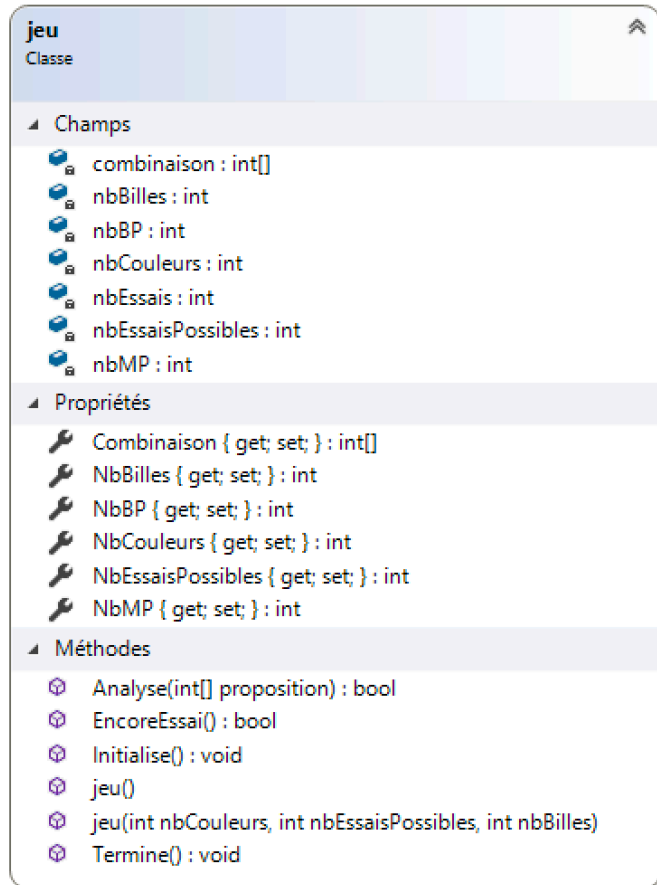 jeu
Classe
Champs
combinaison : int[]
nbBilles : int
nbBP : int
nbCouleurs : int
nbEssais : int
nbEssaisPossibles : int
nbMP : int
Propriétés
Combinaison { get; set; } : int[]
NbBilles { get; set; } : int
NbBP { get; set; } : int
NbCouleurs { get; set; } : int
NbEssaisPossibles { get; set; } : int
NbMP { get; set; } : int
Méthodes
Analyse(int[] proposition) : bool
EncoreEssai() : bool
Initialise() : void
jeu()
jeu(int nbCouleurs, int nbEssaisPossibles, int nbBilles)
Termine() : void